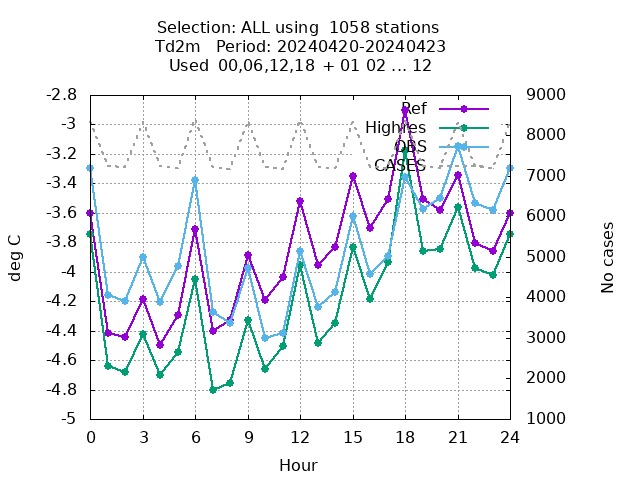 Selection: ALL using  1058 stations
Td2m   Period: 20240420-20240423
Used  00,06,12,18 + 01 02 ... 12
-2.8
-3
-3.2
-3.4
-3.6
-3.8
-4
-4.2
-4.4
-4.6
-4.8
-5
deg C
Ref
Highres
OBS
CASES
9000
8000
7000
6000
5000
4000
3000
2000
1000
No cases
0 3 6 9 12 15 18 21 24
Hour